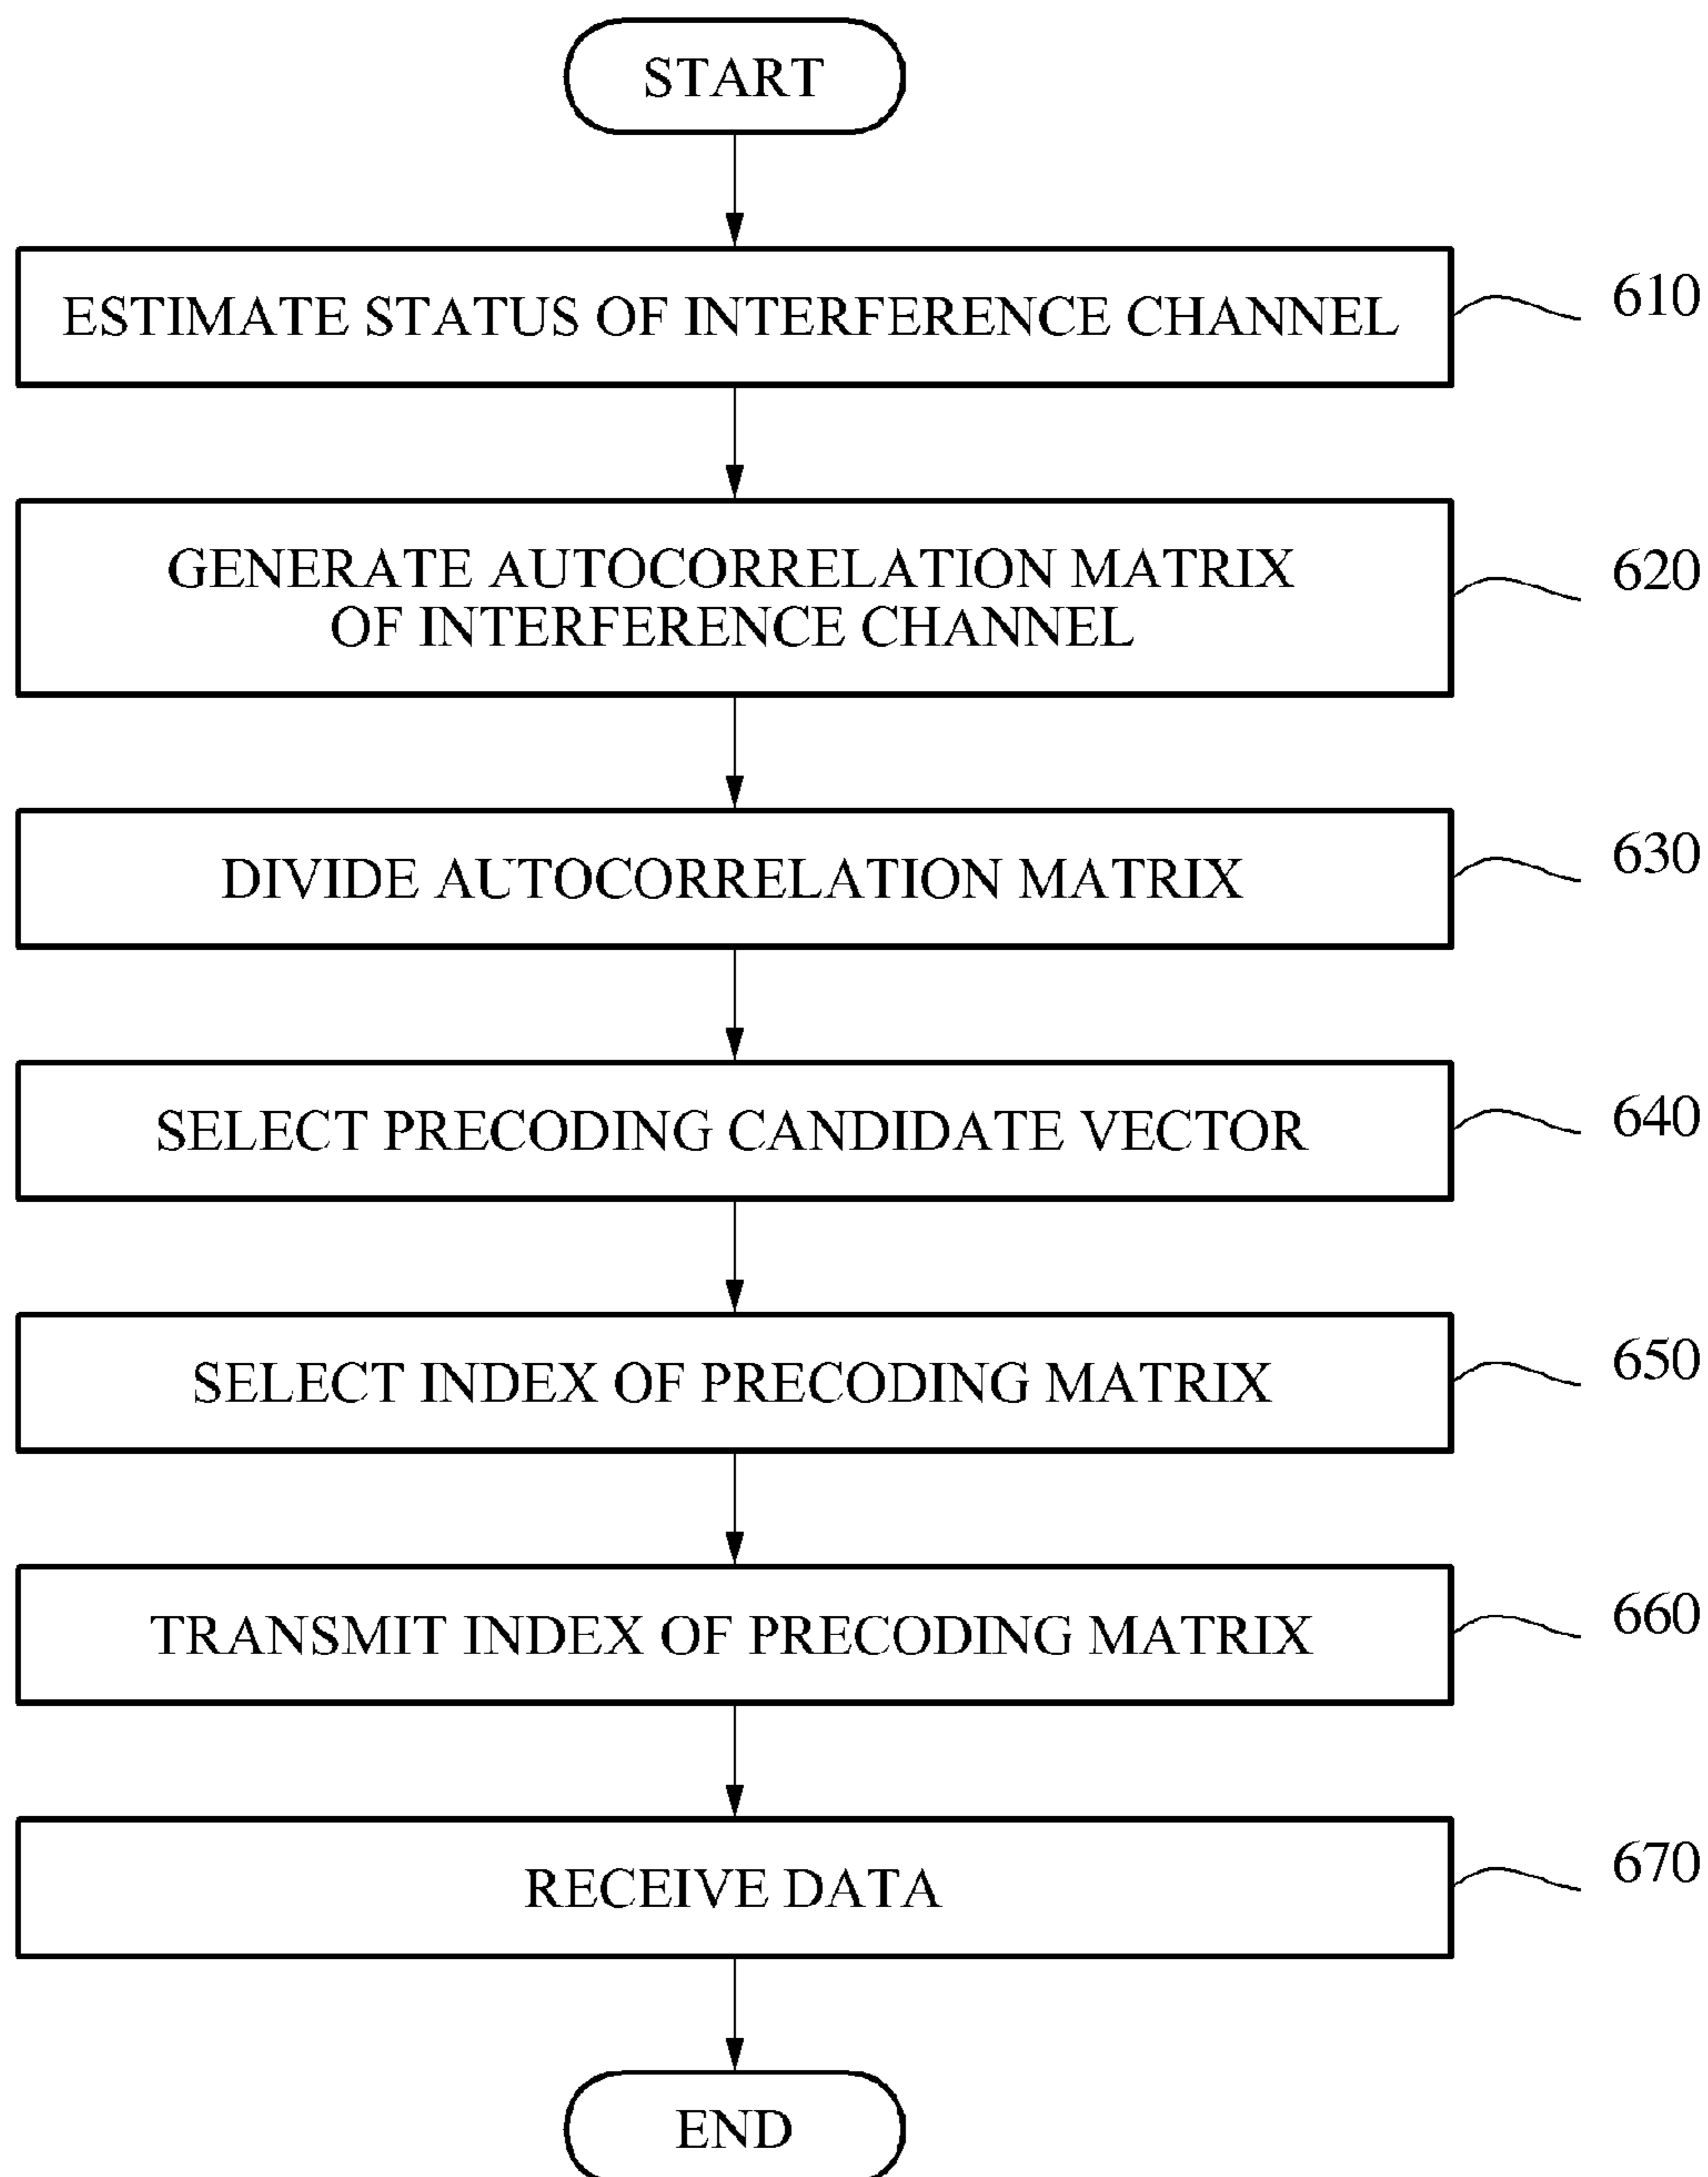 START
ESTIMATE STATUS OF INTERFERENCE CHANNEL
610
GENERATE AUTOCORRELATION MATRIX
OF INTERFERENCE CHANNEL
620
DIVIDE AUTOCORRELATION MATRIX
630
SELECT PRECODING CANDIDATE VECTOR
640
SELECT INDEX OF PRECODING MATRIX
650
TRANSMIT INDEX OF PRECODING MATRIX
660
RECEIVE DATA
670
END